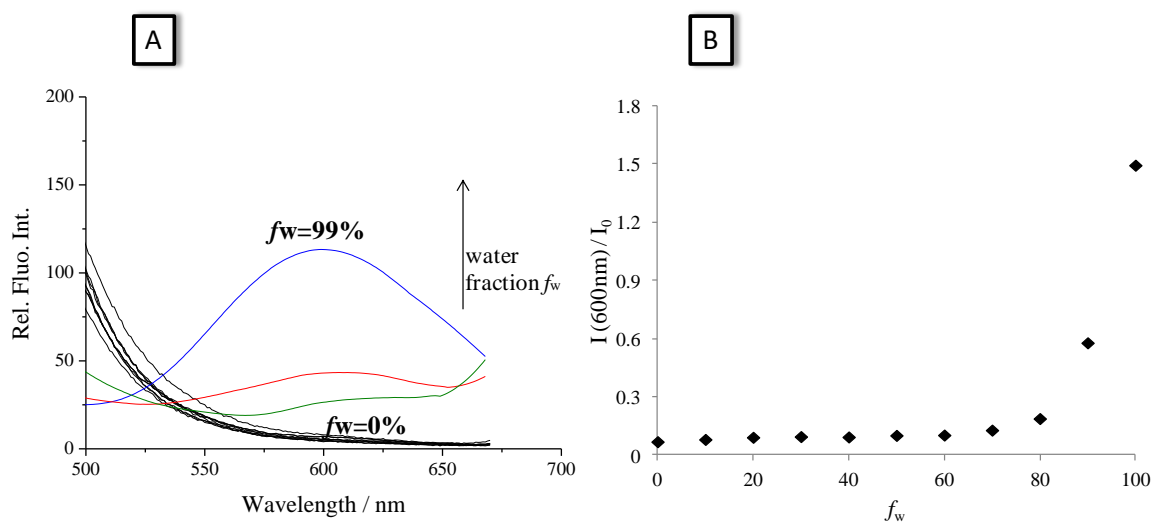 A
200
150
100
50
0
Rel. Fluo. Int.
fw=99%
water
fraction fw
fw=0%
500
550
600
650
700
Wavelength / nm
B
1.8
1.5
1.2
0.9
0.6
0.3
0
I (600nm) / I0
0
20
40
60
80
100
fw